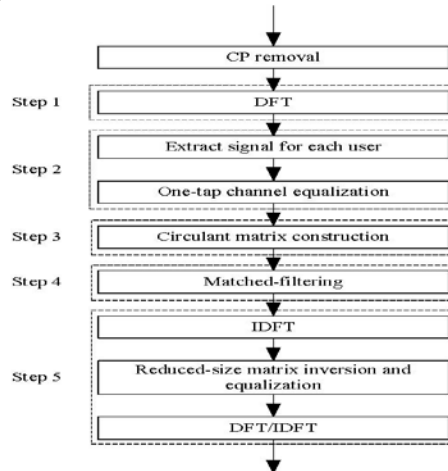 CP removal
Step 1
DFT
Extract signal for each user
Step 2
One-tap channel equalization
Step 3
Circulant matrix construction
Step 4
Matched-filtering
IDFT
Step 5
Reduced-size matrix inversion and
equalization
DFT/IDFT